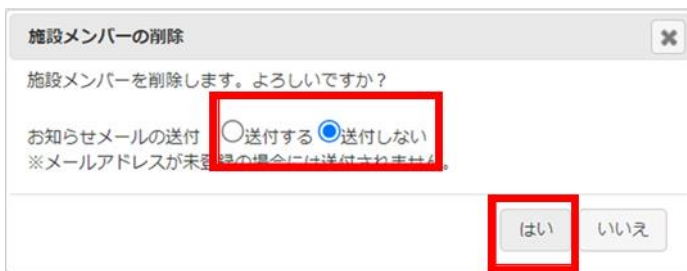 施設メンバーの削除
施設メンバーを削除します。よろしいですか？
お知らせメールの送付 送付する 送付しない
※メールアドレスが未登録の場合には送付されません。
はい いいえ